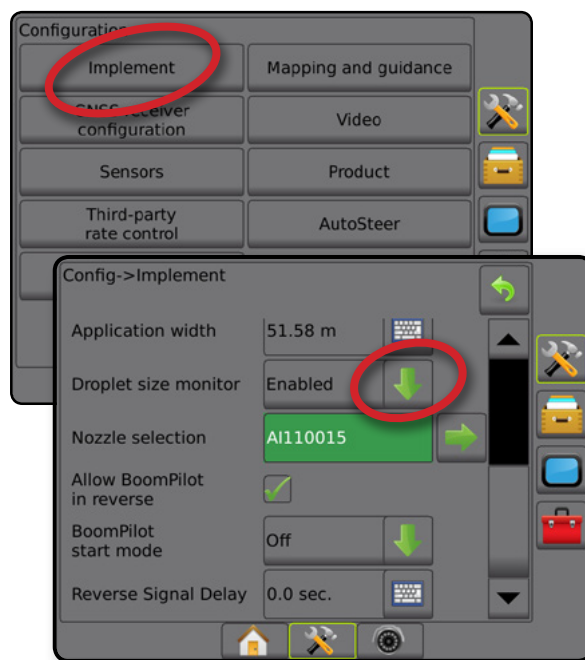 Configuration
Implement
Mapping and guidance
GNSS receiver
configuration
Video
Sensors
Product
Third-party
rate control
AutoSteer
Config->Implement
Application width
51.58 m
Droplet size monitor
Enabled
Nozzle selection
AI110015
Allow BoomPilot
in reverse
BoomPilot
start mode
Off
Reverse Signal Delay
0.0 sec.